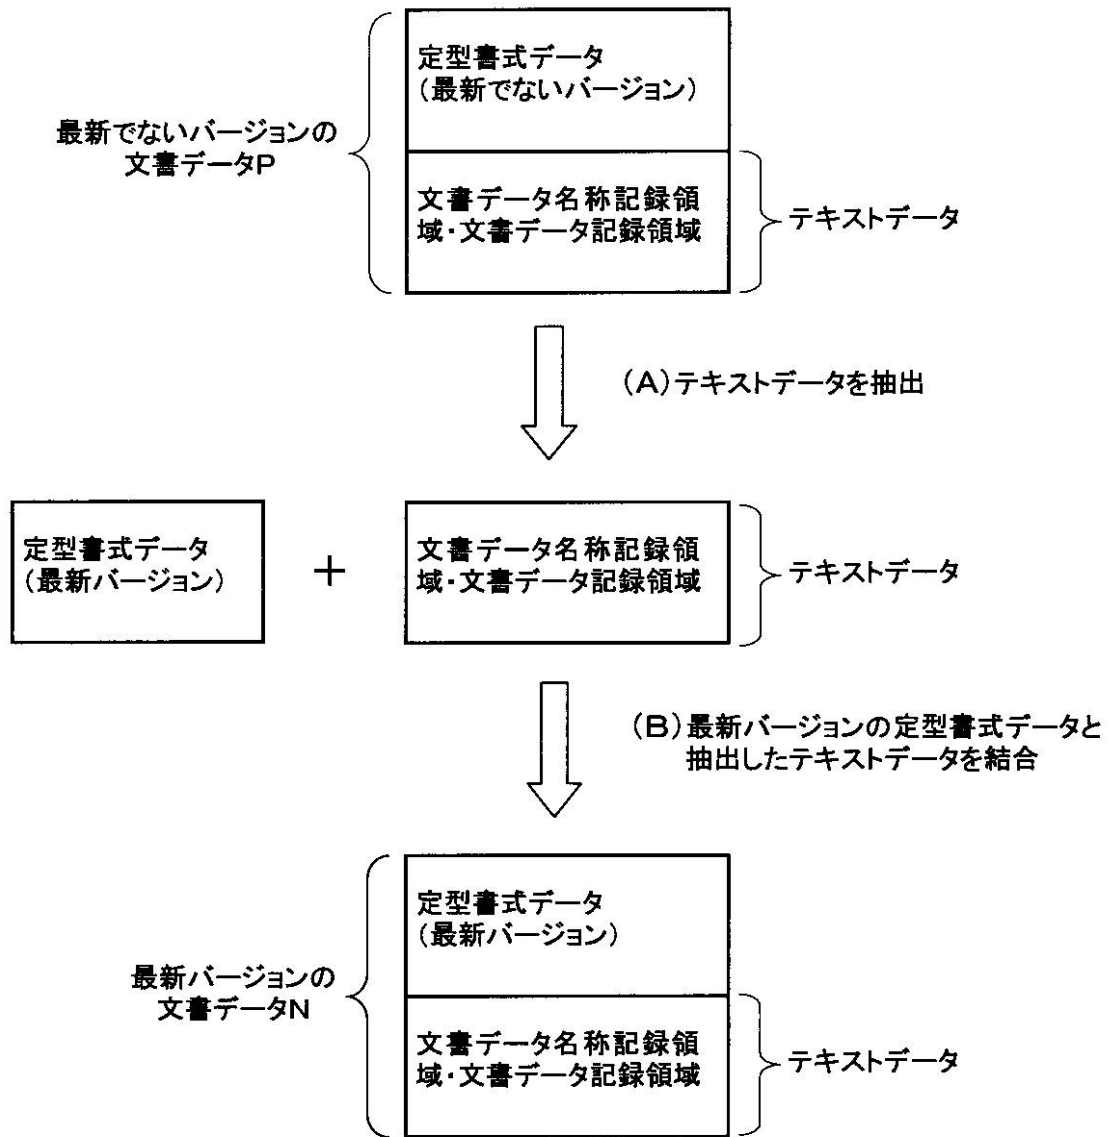 定型書式データ
（最新でないバージョン）
最新でないバージョンの
文書データＰ
文書データ名称記録領
域・文書データ記録領域
テキストデータ
（Ａ）テキストデータを抽出
定型書式データ
（最新バージョン）
＋
文書データ名称記録領
域・文書データ記録領域
テキストデータ
（Ｂ）最新バージョンの定型書式データと
抽出したテキストデータを結合
定型書式データ
（最新バージョン）
最新バージョンの
文書データＮ
文書データ名称記録領
域・文書データ記録領域
テキストデータ